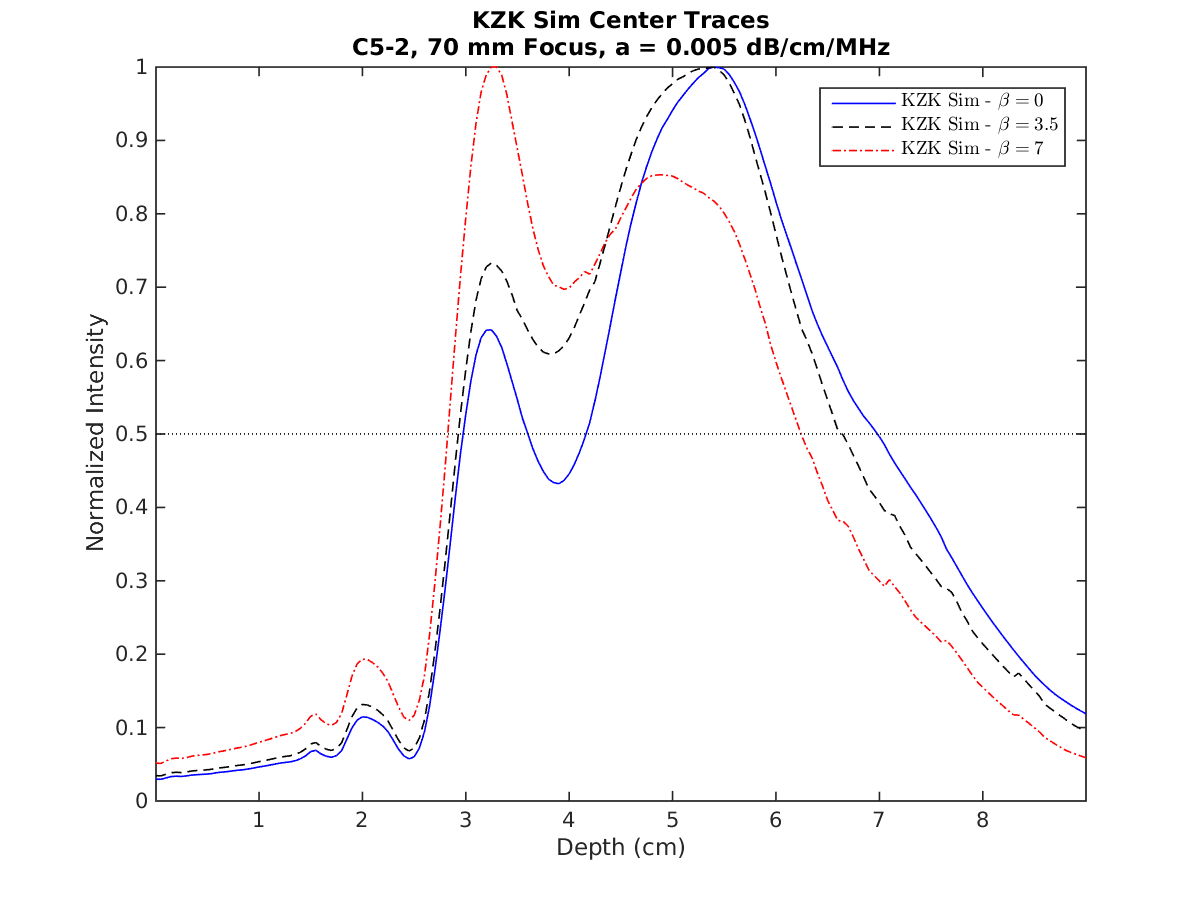 KZK Sim Center Traces
C5-2, 70 mm Focus, a = 0.005 dB/cm/MHz
KZK Sim - β = 0
KZK Sim - β = 3.5
KZK Sim - β = 7
Normalized Intensity
1
0.9
0.8
0.7
0.6
0.5
0.4
0.3
0.2
0.1
0
1 2 3 4 5 6 7 8
Depth (cm)